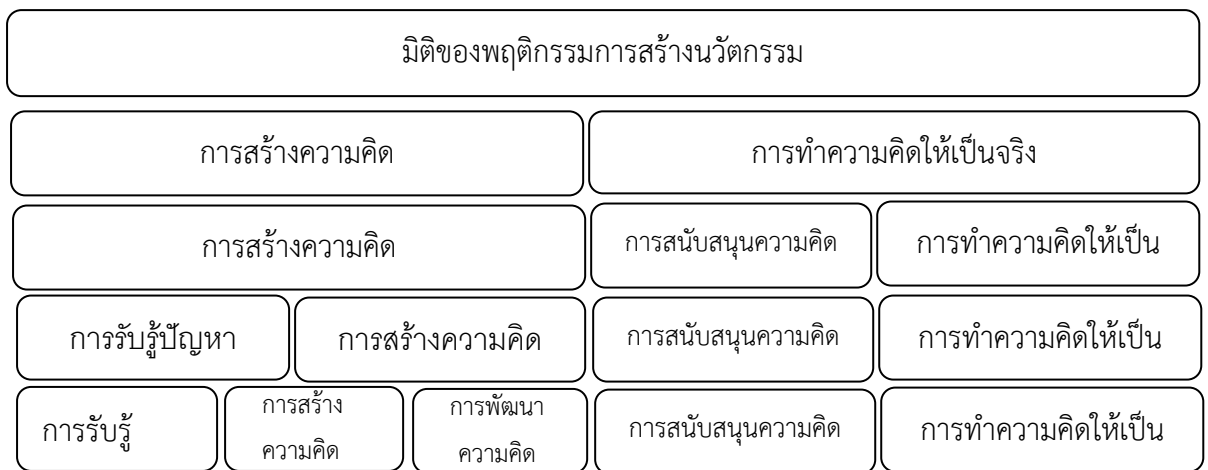 มิติของพฤติกรรมการสร้างนวัตกรรม
การสร้างความคิด
การทำความคิดให้เป็นจริง
การสร้างความคิด
การสนับสนุนความคิด
การทำความคิดให้เป็น
การรับรู้ปัญหา
การสร้างความคิด
การสนับสนุนความคิด
การทำความคิดให้เป็น
การรับรู้
การสร้าง
ความคิด
การพัฒนา
ความคิด
การสนับสนุนความคิด
การทำความคิดให้เป็น